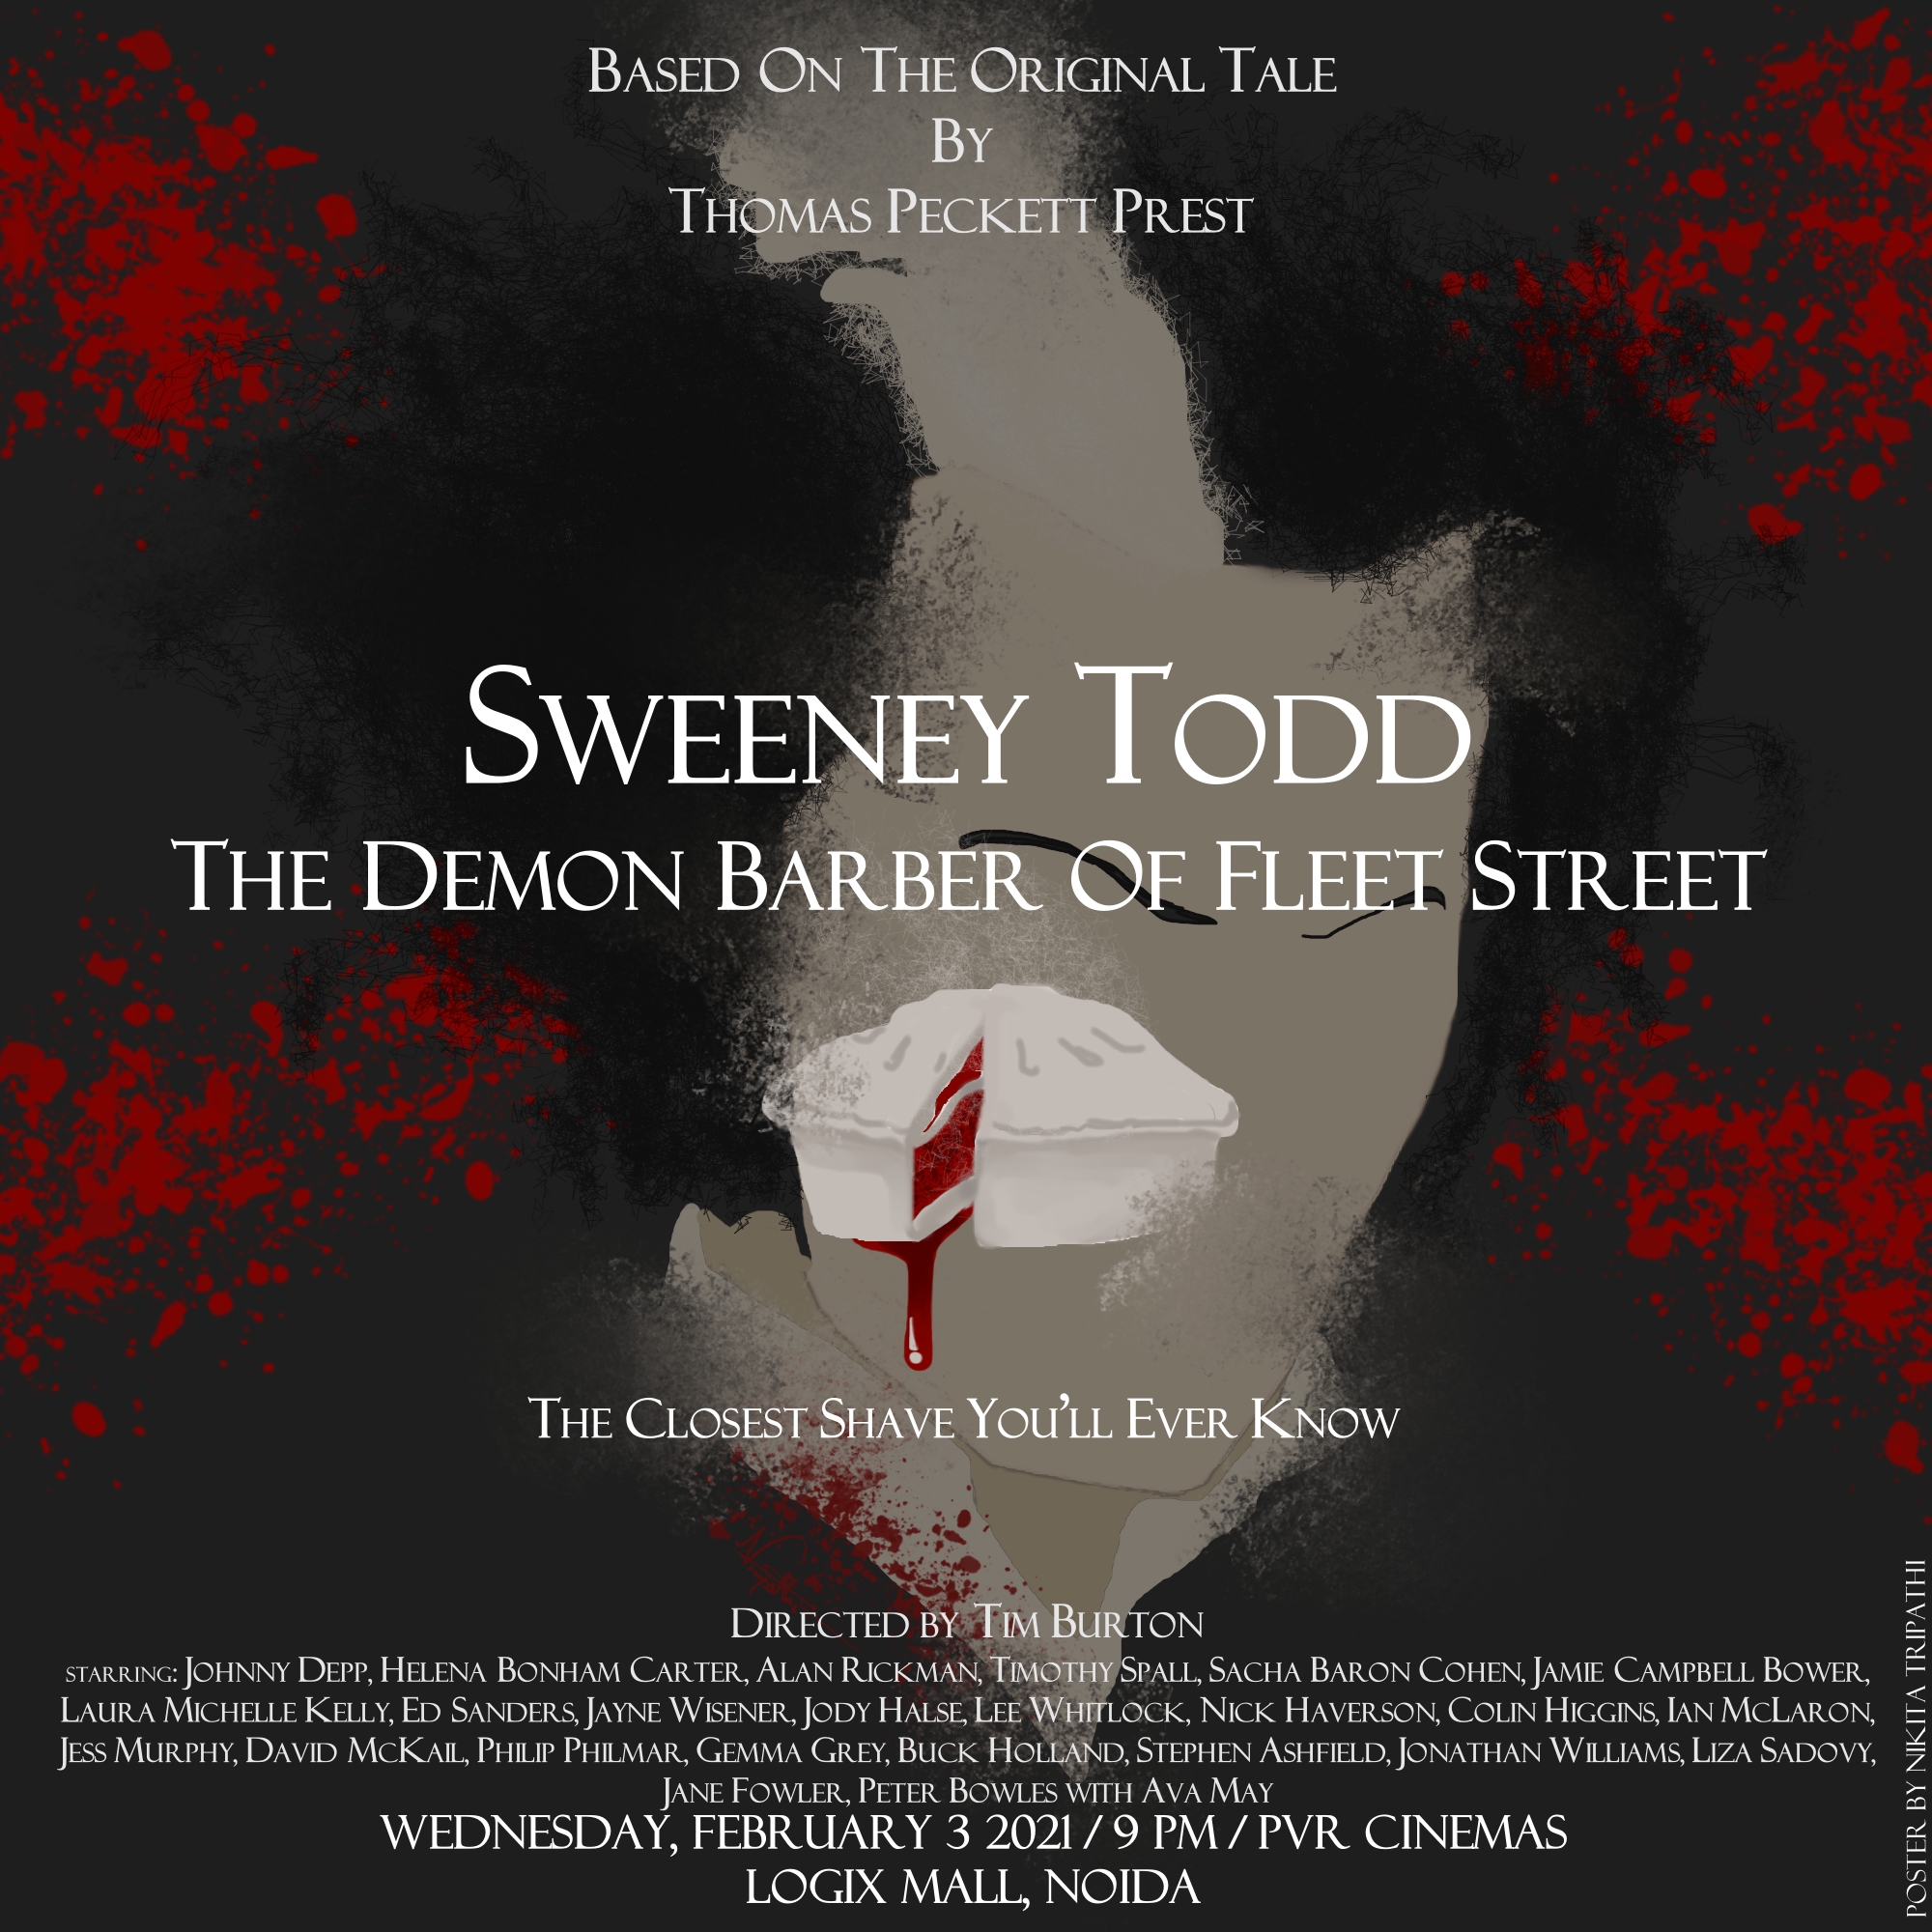 Based On The Original Tale
By
Thomas Peckett Prest
Sweeney Todd
The Demon Barber Of Fleet Street
The Closest Shave You'll Ever Know
Directed by Tim Burton
starring: Johnny Depp, Helena Bonham Carter, Alan Rickman, Timothy Spall, Sacha Baron Cohen, Jamie Campbell Bower,
Laura Michelle Kelly, Ed Sanders, Jayne Wisener, Jody Halse, Lee Whitlock, Nick Haverson, Colin Higgins, Ian McLaron,
Jess Murphy, David McKail, Philip Philmar, Gemma Grey, Buck Holland, Stephen Ashfield, Jonathan Williams, Liza Sadovy,
Jane Fowler, Peter Bowles with Ava May
WEDNESDAY, FEBRUARY 3 2021 / 9 PM / PVR CINEMAS
LOGIX MALL, NOIDA
POSTER BY NIKITA TRIPATHI